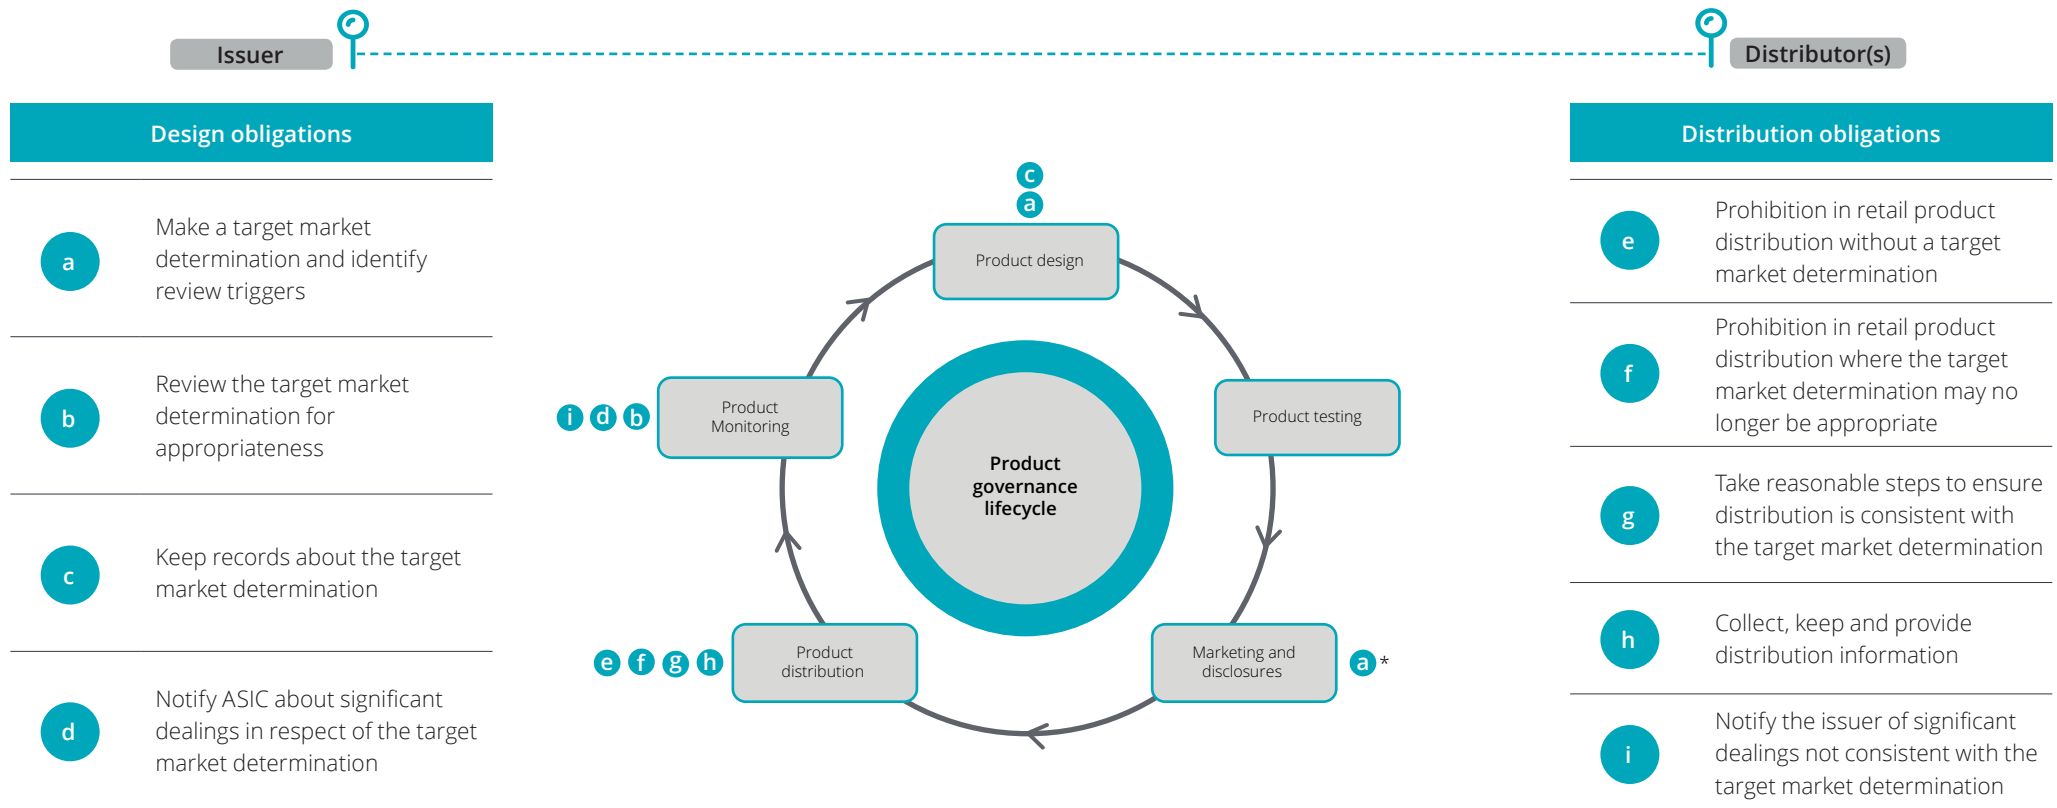 Issuer
Distributor(s)
Design obligations
a
Make a target market
determination and identify
review triggers
b
Review the target market
determination for
appropriateness
c
Keep records about the target
market determination
d
Notify ASIC about significant
dealings in respect of the target
market determination
c
a
Product design
Product testing
Marketing and
disclosures
a *
Product
distribution
e f g h
Product
Monitoring
i d b
Product
governance
lifecycle
Distribution obligations
e
Prohibition in retail product
distribution without a target
market determination
f
Prohibition in retail product
distribution where the target
market determination may no
longer be appropriate
g
Take reasonable steps to ensure
distribution is consistent with
the target market determination
h
Collect, keep and provide
distribution information
i
Notify the issuer of significant
dealings not consistent with the
target market determination